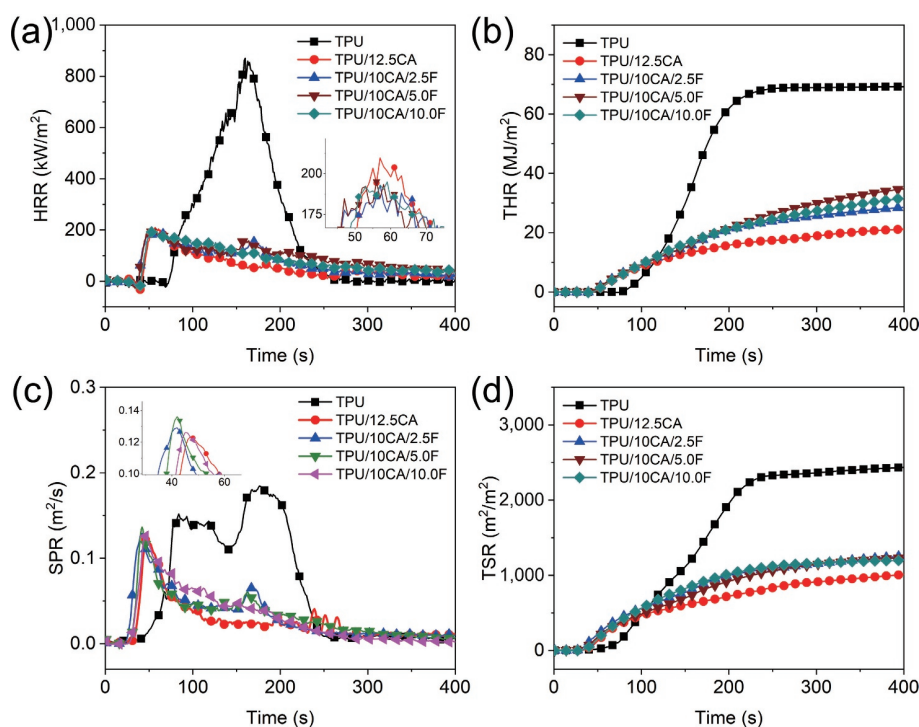 (a)
1,000
800
600
400
200
0
HRR (kW/m²)
TPU
TPU/12.5CA
TPU/10CA/2.5F
TPU/10CA/5.0F
TPU/10CA/10.0F
200
175
50 60 70
0 100 200 300 400
Time (s)
(b)
80
60
40
20
0
THR (MJ/m²)
TPU
TPU/12.5CA
TPU/10CA/2.5F
TPU/10CA/5.0F
TPU/10CA/10.0F
0 100 200 300 400
Time (s)
(c)
0.3
0.2
0.1
0.0
SPR (m²/s)
0.14
0.12
0.10
40 60
TPU
TPU/12.5CA
TPU/10CA/2.5F
TPU/10CA/5.0F
TPU/10CA/10.0F
0 100 200 300 400
Time (s)
(d)
3,000
2,000
1,000
0
TSR (m²/m²)
TPU
TPU/12.5CA
TPU/10CA/2.5F
TPU/10CA/5.0F
TPU/10CA/10.0F
0 100 200 300 400
Time (s)